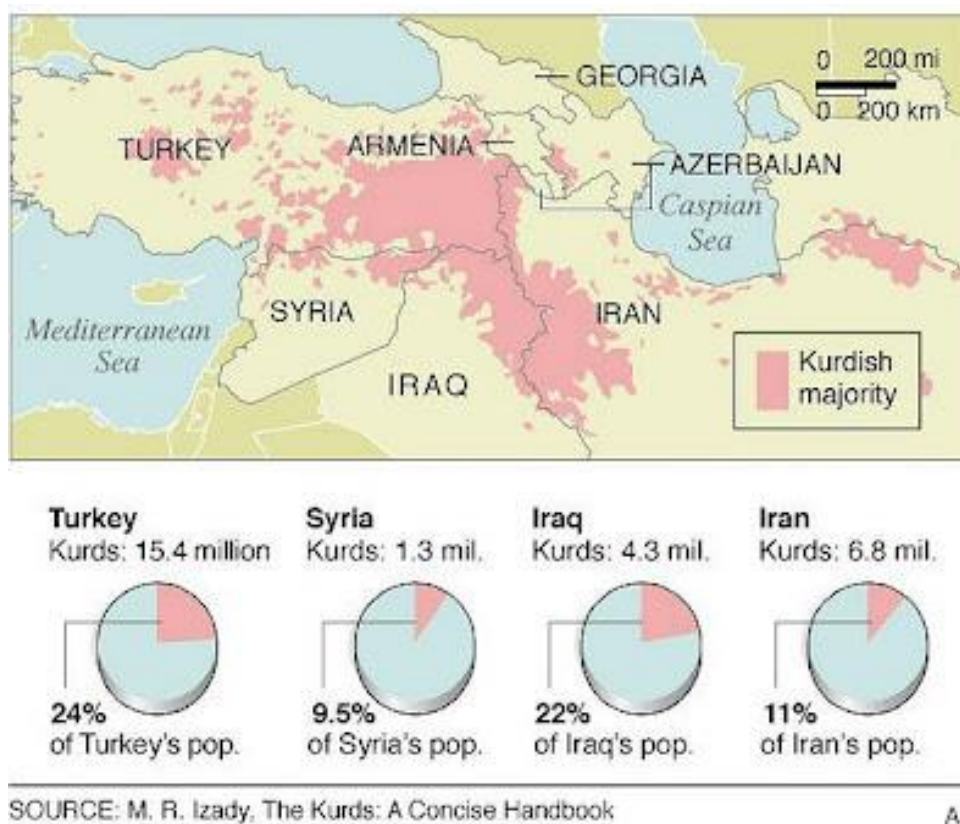 0 200 mi
0 200 km
GEORGIA
TURKEY
ARMENIA
AZERBAIJAN
Caspian
Sea
SYRIA
IRAN
Mediterranean
Sea
IRAQ
Kurdish
majority
Turkey
Kurds: 15.4 million
24%
of Turkey's pop.
Syria
Kurds: 1.3 mil.
9.5%
of Syria's pop.
Iraq
Kurds: 4.3 mil.
22%
of Iraq's pop.
Iran
Kurds: 6.8 mil.
11%
of Iran's pop.
SOURCE: M. R. Izady, The Kurds: A Concise Handbook
A